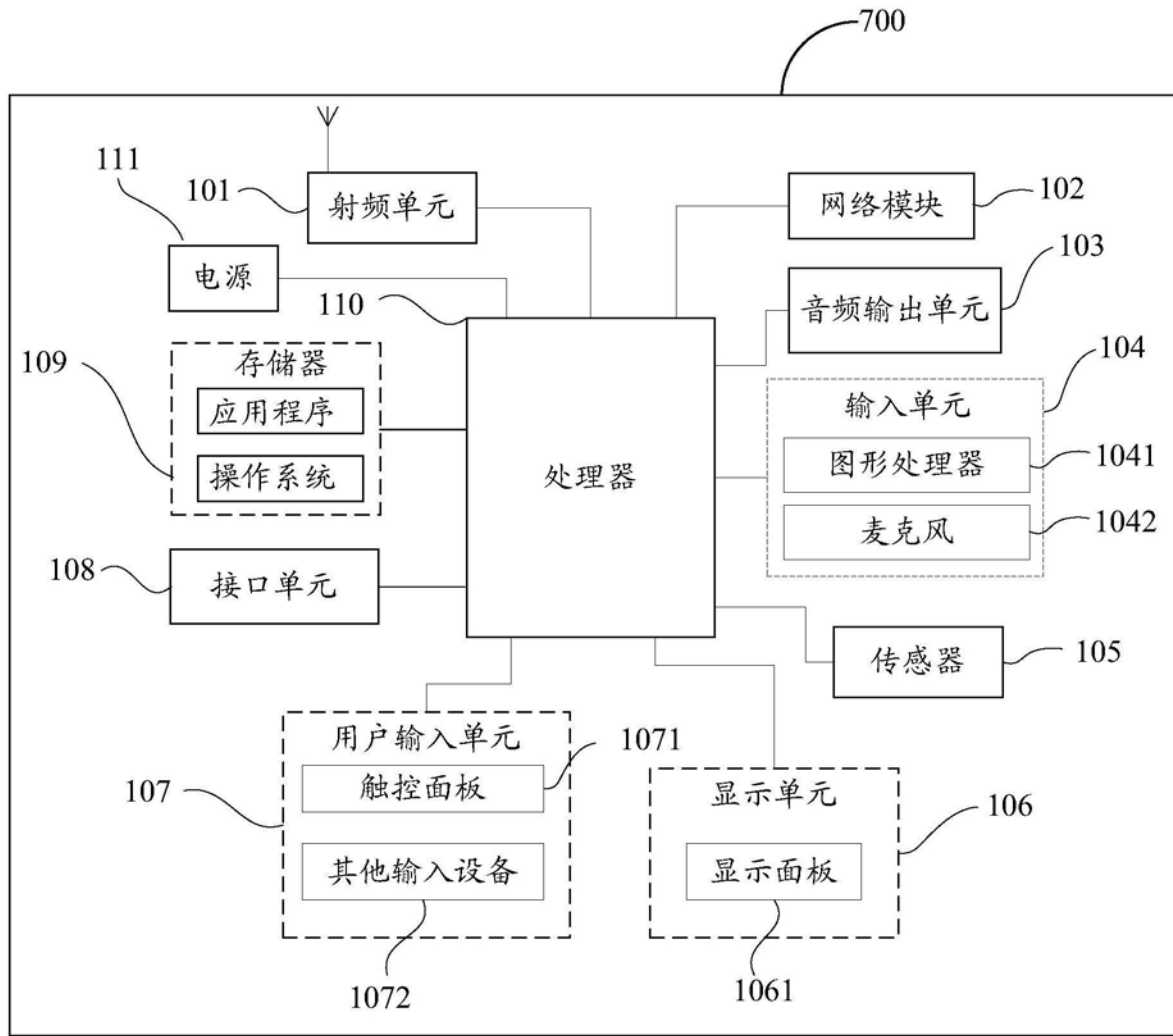 700
111
101
射频单元
网络模块
102
电源
110
103
音频输出单元
109
存储器
应用程序
操作系统
104
输入单元
图形处理器
1041
麦克风
1042
处理器
108
接口单元
传感器
105
用户输入单元
1071
107
触控面板
其他输入设备
1072
显示单元
106
显示面板
1061